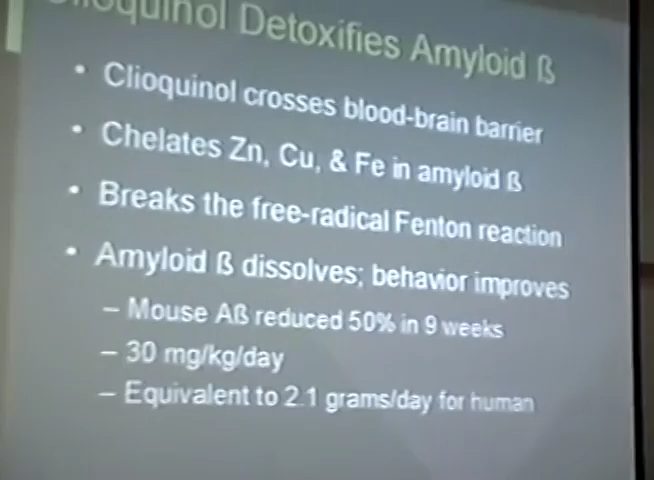 Clioquinol Detoxifies Amyloid ß
• Clioquinol crosses blood-brain barrier
• Chelates Zn, Cu, & Fe in amyloid ß
• Breaks the free-radical Fenton reaction
• Amyloid ß dissolves; behavior improves
– Mouse Aß reduced 50% in 9 weeks
– 30 mg/kg/day
– Equivalent to 2.1 grams/day for human